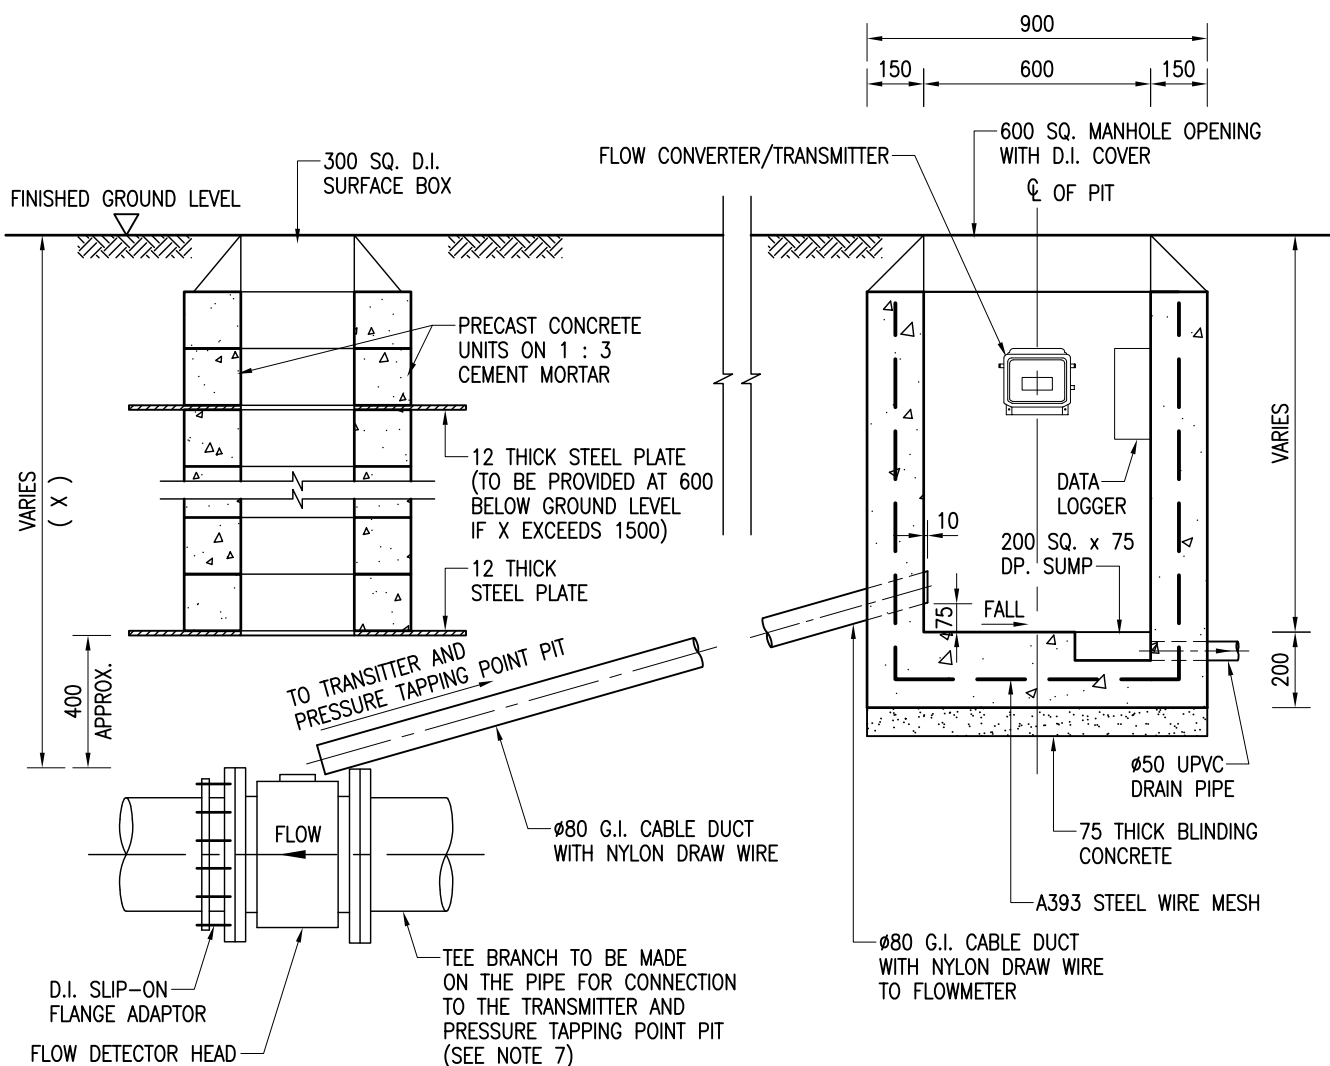 900
150
600
150
600 SQ. MANHOLE OPENING
WITH D.I. COVER
FLOW CONVERTER/TRANSMITTER
℄ OF PIT
300 SQ. D.I.
SURFACE BOX
FINISHED GROUND LEVEL
PRECAST CONCRETE
UNITS ON 1 : 3
CEMENT MORTAR
12 THICK STEEL PLATE
(TO BE PROVIDED AT 600
BELOW GROUND LEVEL
IF X EXCEEDS 1500)
12 THICK
STEEL PLATE
VARIES
( X )
400
APPROX.
TO TRANSITTER AND
PRESSURE TAPPING POINT PIT
FLOW
ø80 G.I. CABLE DUCT
WITH NYLON DRAW WIRE
D.I. SLIP-ON
FLANGE ADAPTOR
FLOW DETECTOR HEAD
TEE BRANCH TO BE MADE
ON THE PIPE FOR CONNECTION
TO THE TRANSMITTER AND
PRESSURE TAPPING POINT PIT
(SEE NOTE 7)
DATA
LOGGER
10
200 SQ. x 75
DP. SUMP
75
FALL
VARIES
200
ø50 UPVC
DRAIN PIPE
75 THICK BLINDING
CONCRETE
A393 STEEL WIRE MESH
ø80 G.I. CABLE DUCT
WITH NYLON DRAW WIRE
TO FLOWMETER